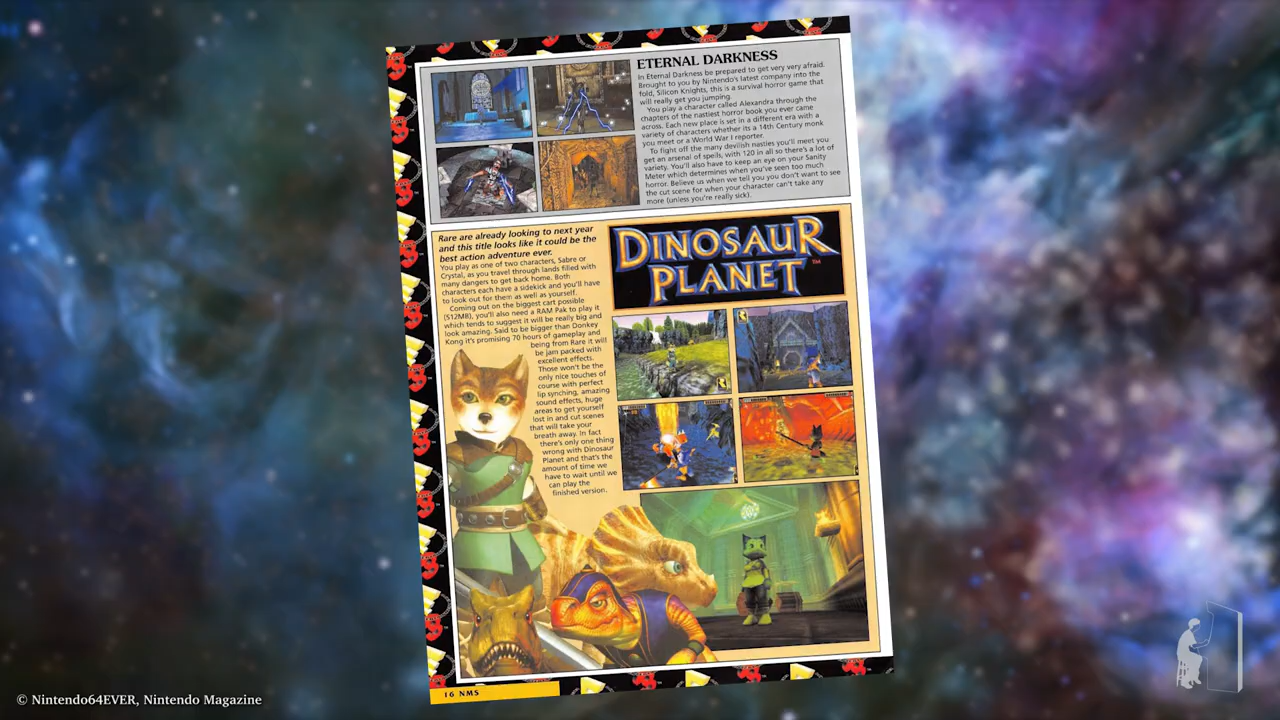 ETERNAL DARKNESS
In Eternal Darkness be prepared to get very very afraid.
Brought to you by Nintendo's latest company into the
fold, Silicon Knights, this is a survival horror game that
will really get you jumping.
You play a character called Alexandra through the
chapters of the nastiest horror book you ever came
across. Each new place is set in a different era with a
variety of characters whether its a 14th Century monk
you meet or a World War I reporter.
To fight off the many devilish nasties you'll meet you
get an arsenal of spells, with 120 in all so there's a lot of
variety. You'll also have to keep an eye on your Sanity
Meter which determines when you've seen too much
horror. Believe us when we tell you you don't want to see
the cut scene for when your character can't take any
more (unless you're really sick).
Rare are already looking to next year
and this title looks like it could be the
best action adventure ever.
You play as one of two characters, Sabre or
Crystal, as you travel through lands filled with
many dangers to get back home. Both
characters each have a sidekick and you'll have
to look out for them as well as yourself.
Coming out on the biggest cart possible
(512MB), you'll also need a RAM Pak to play it
which tends to suggest it will be really big and
look amazing. Said to be bigger than Donkey
Kong it's promising 70 hours of gameplay and
being from Rare it will
be jam packed with
excellent effects.
Those won't be the
only nice touches of
course with perfect
lip synching, amazing
sound effects, huge
areas to get yourself
lost in and cut scenes
that will take your
breath away. In fact
there's only one thing
wrong with Dinosaur
Planet and that's the
amount of time we
have to wait until we
can play the
finished version.
DINOSAUR
PLANET™
16 NMS
© Nintendo64EVER, Nintendo Magazine